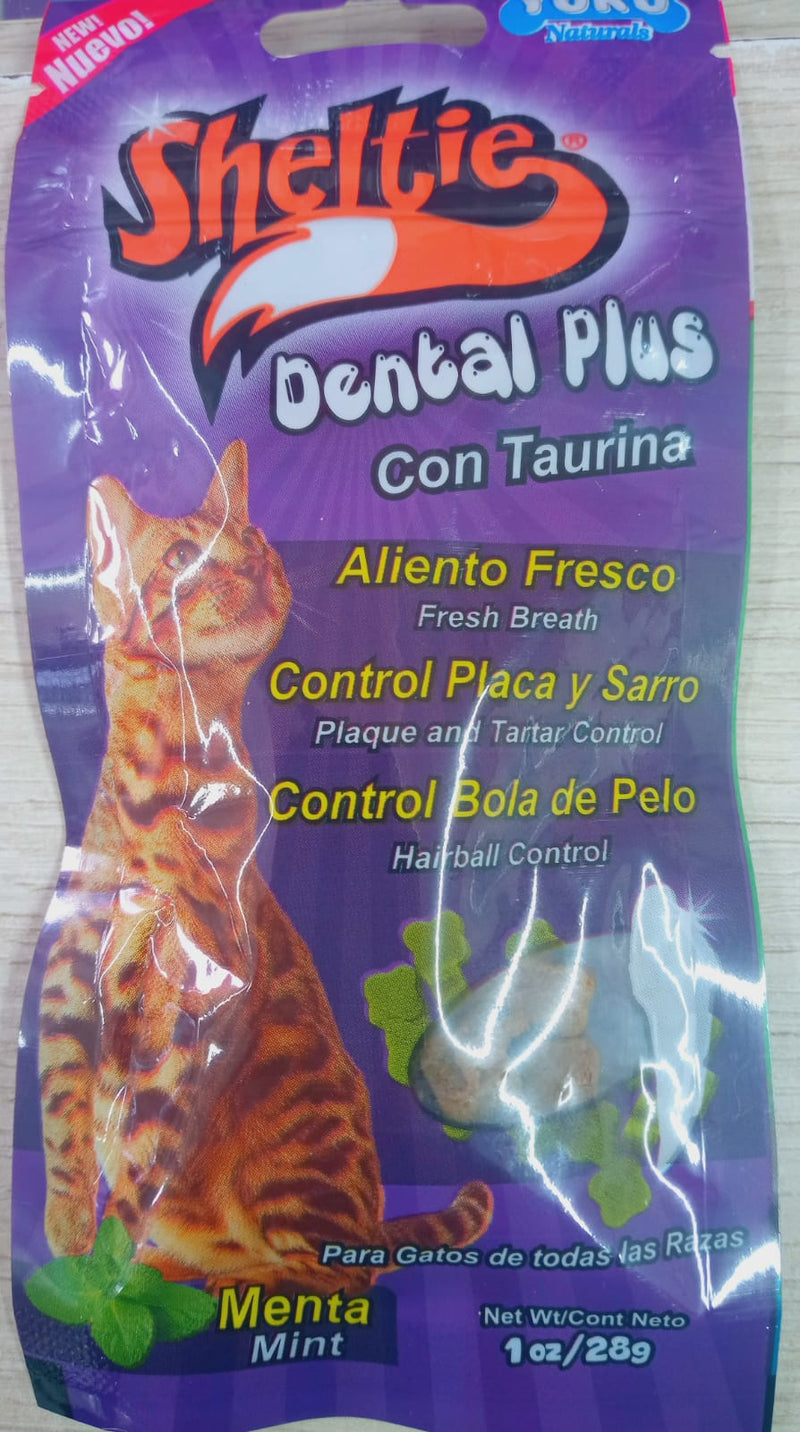 NEW!
Nuevo!
Naturals
Sheltie®
Dental Plus
Con Taurina
Aliento Fresco
Fresh Breath
Control Placa y Sarro
Plaque and Tartar Control
Control Bola de Pelo
Hairball Control
Para Gatos de todas las Razas
Menta
Mint
Net Wt/Cont Neto
1 oz/28g